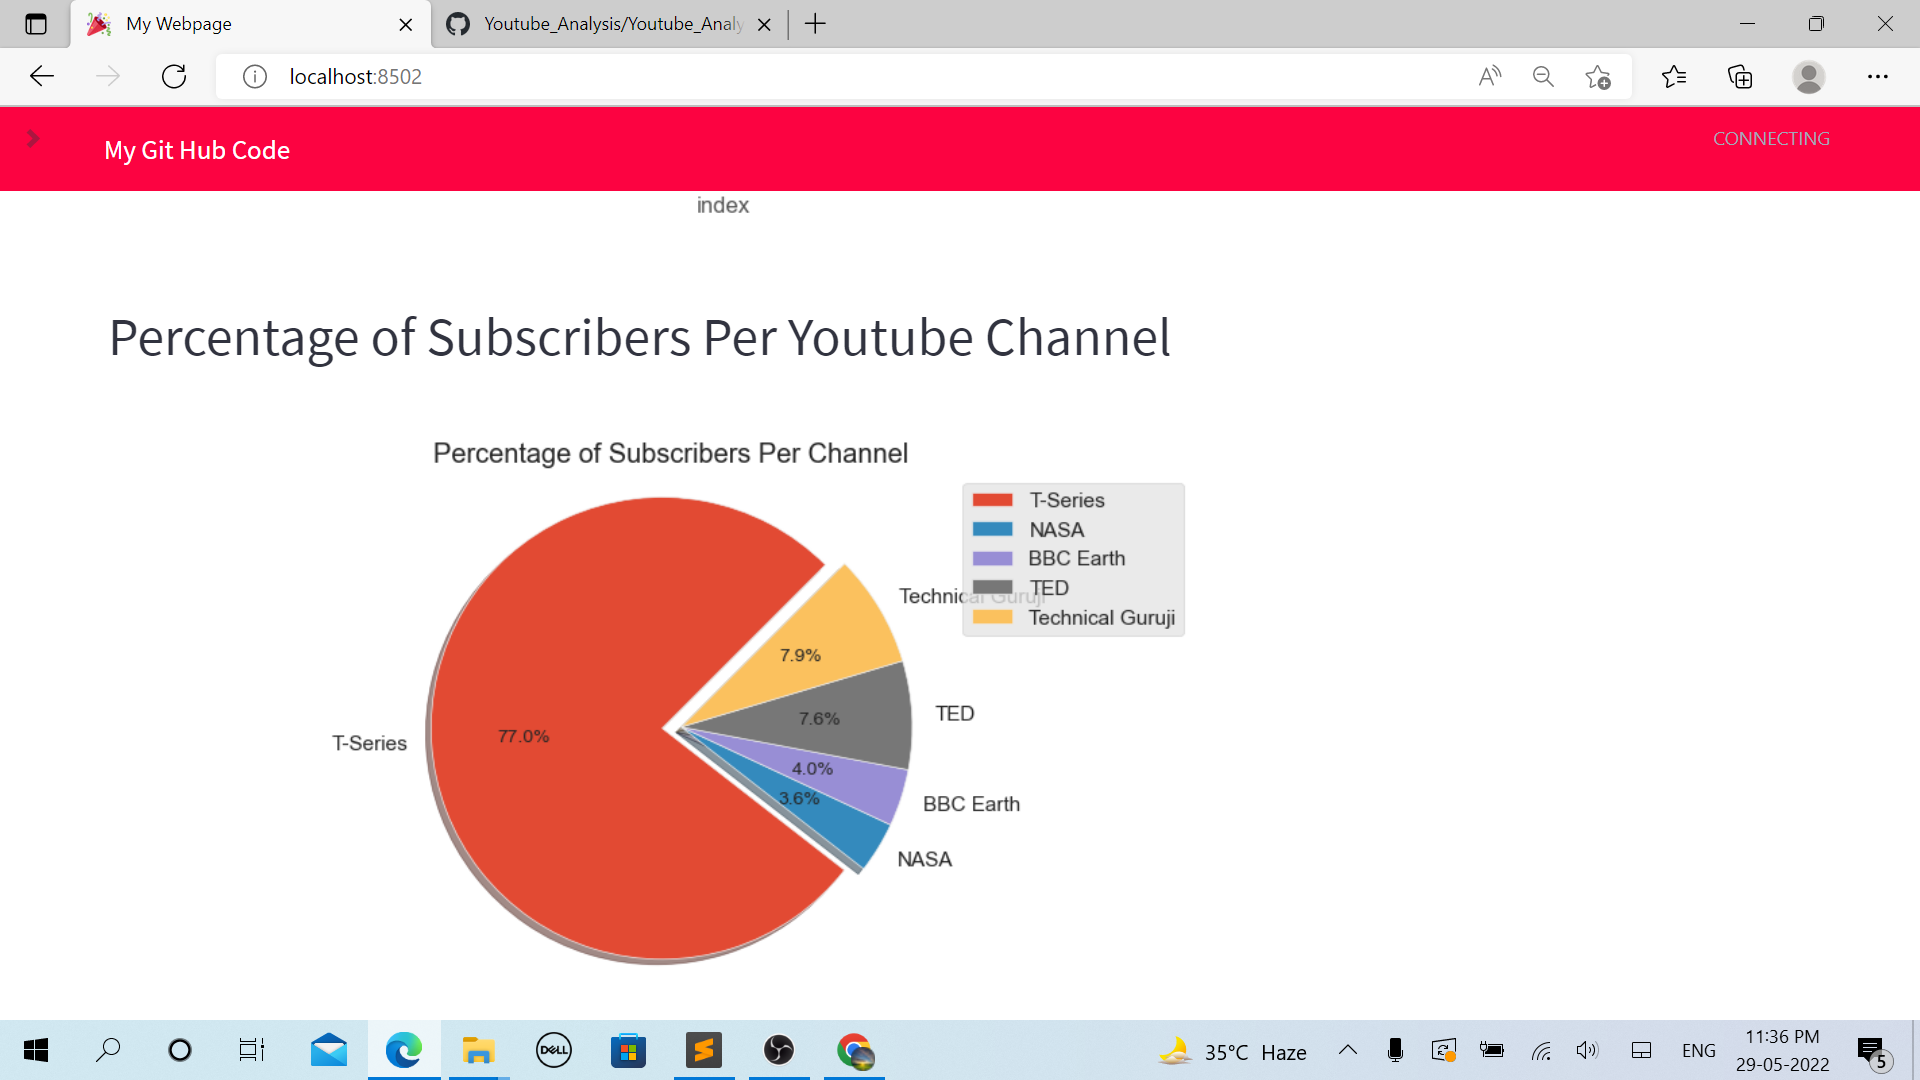 My Webpage
Youtube_Analysis/Youtube_Analy
localhost:8502
My Git Hub Code
CONNECTING
index
Percentage of Subscribers Per Youtube Channel
Percentage of Subscribers Per Channel
T-Series
NASA
BBC Earth
TED
Technical Guruji
Technical Guruji
7.9%
7.6%
TED
77.0%
T-Series
4.0%
3.6%
BBC Earth
NASA
DELL
35°C Haze
ENG
11:36 PM
29-05-2022
5